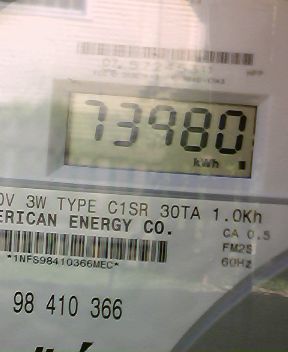 73980
kWh
0V 3W TYPE C1SR 30TA 1.0Kh
ERICAN ENERGY CO.
CA 0.5
FM2S
60Hz
*1NFS98410366MEC*
98 410 366